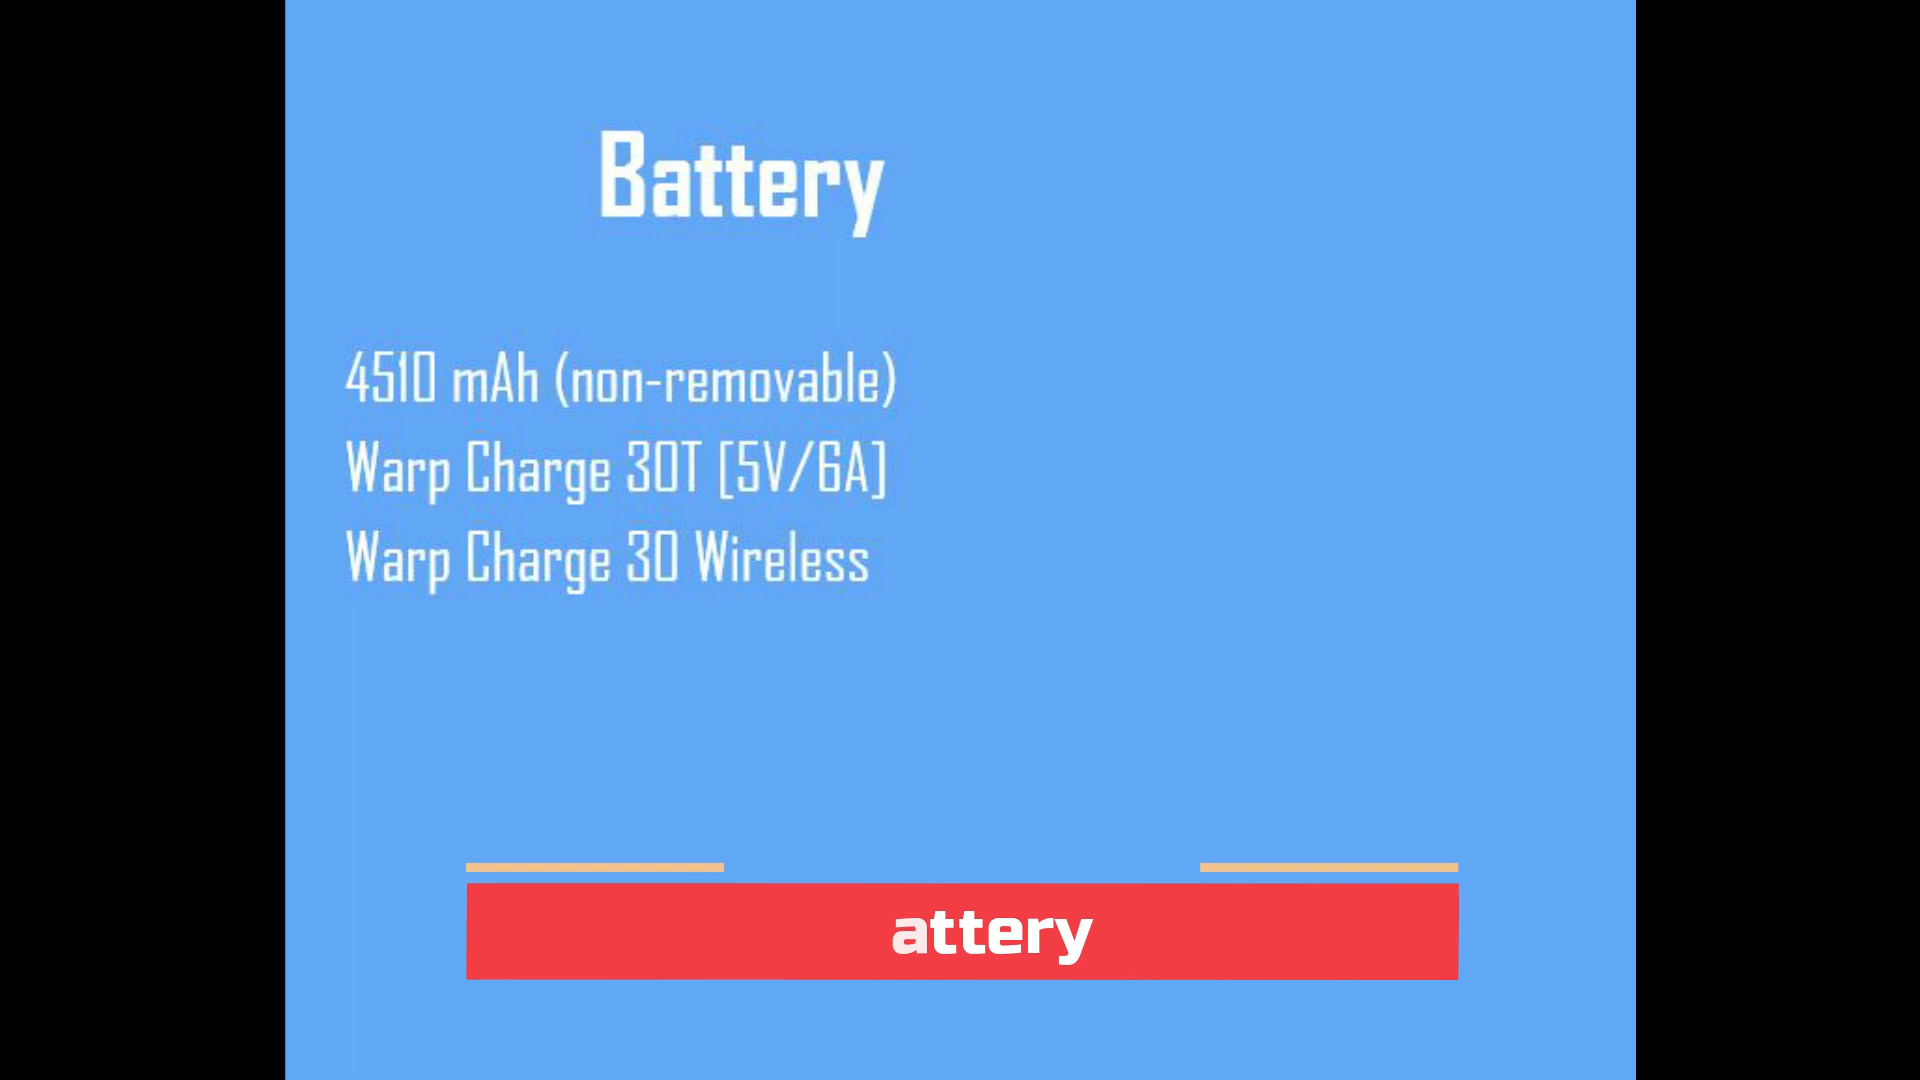 Battery
4510 mAh (non-removable)
Warp Charge 30T [5V/6A]
Warp Charge 30 Wireless
attery